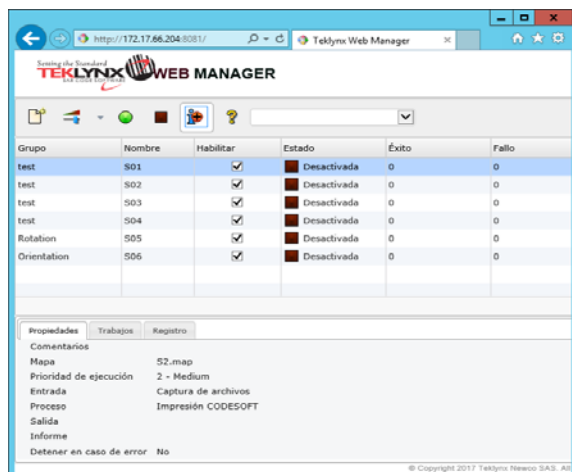 http://172.17.66.204:8081/
Teklynx Web Manager
Setting the Standard
TEKLYNX WEB MANAGER
BAR CODE SOFTWARE
Grupo Nombre Habilitar Estado Éxito Fallo
test S01 Desactivada 0 0
test S02 Desactivada 0 0
test S03 Desactivada 0 0
test S04 Desactivada 0 0
Rotation S05 Desactivada 0 0
Orientation S06 Desactivada 0 0
Propiedades Trabajos Registro
Comentarios
Mapa S2.map
Prioridad de ejecución 2 - Medium
Entrada Captura de archivos
Proceso Impresión CODESOFT
Salida
Informe
Detener en caso de error No
© Copyright 2017 Teklynx Newco SAS. All